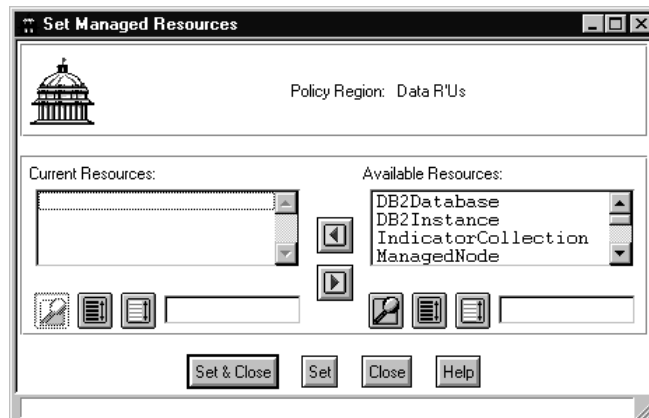 Set Managed Resources
Policy Region: Data R'Us
Current Resources:
Available Resources:
DB2Database
DB2Instance
IndicatorCollection
ManagedNode
Set & Close Set Close Help